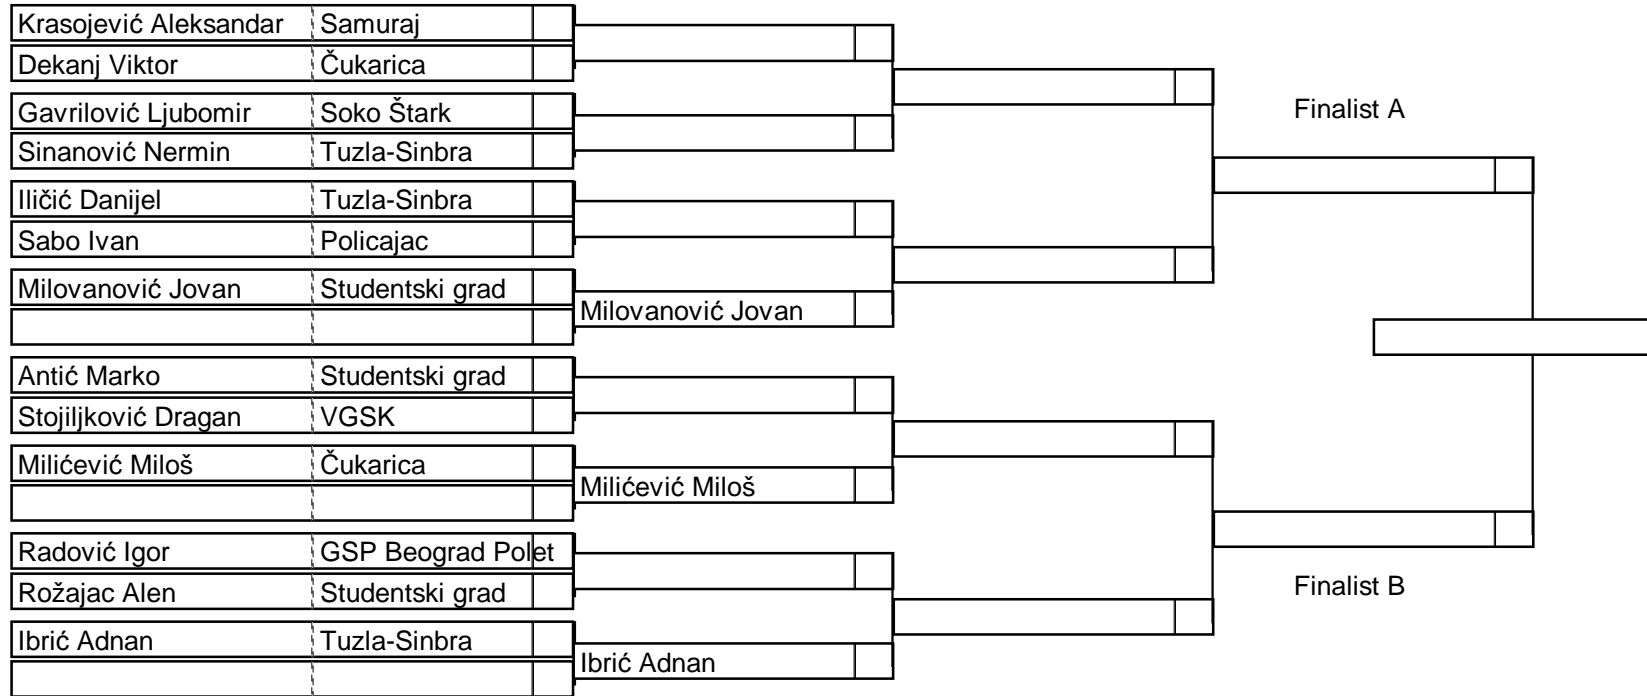 Krasojević Aleksandar Samuraj
Dekanj Viktor Čukarica
Gavrilović Ljubomir Soko Štark
Finalist A
Sinanović Nermin Tuzla-Sinbra
Iličić Danijel Tuzla-Sinbra
Sabo Ivan Policajac
Milovanović Jovan Studentski grad
Milovanović Jovan
Antić Marko Studentski grad
Stojiljković Dragan VGSK
Milićević Miloš Čukarica
Milićević Miloš
Radović Igor GSP Beograd Polet
Rožajac Alen Studentski grad
Finalist B
Ibrić Adnan Tuzla-Sinbra
Ibrić Adnan